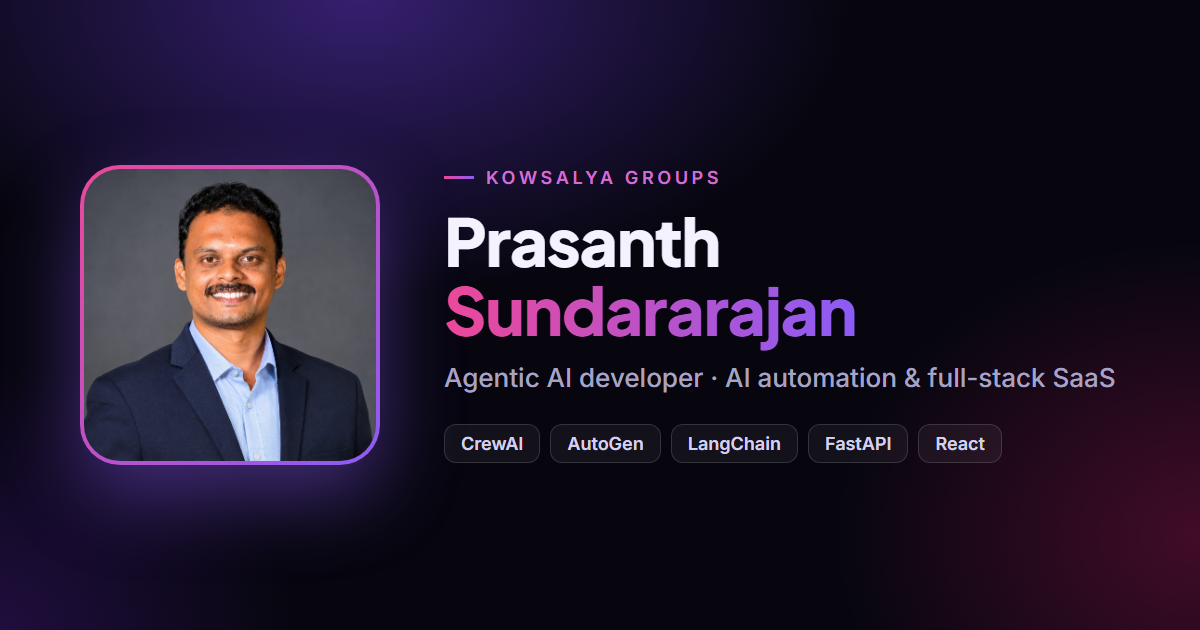 KOWSALYA GROUPS
Prasanth
Sundararajan
Agentic AI developer · AI automation & full-stack SaaS
CrewAI AutoGen LangChain FastAPI React